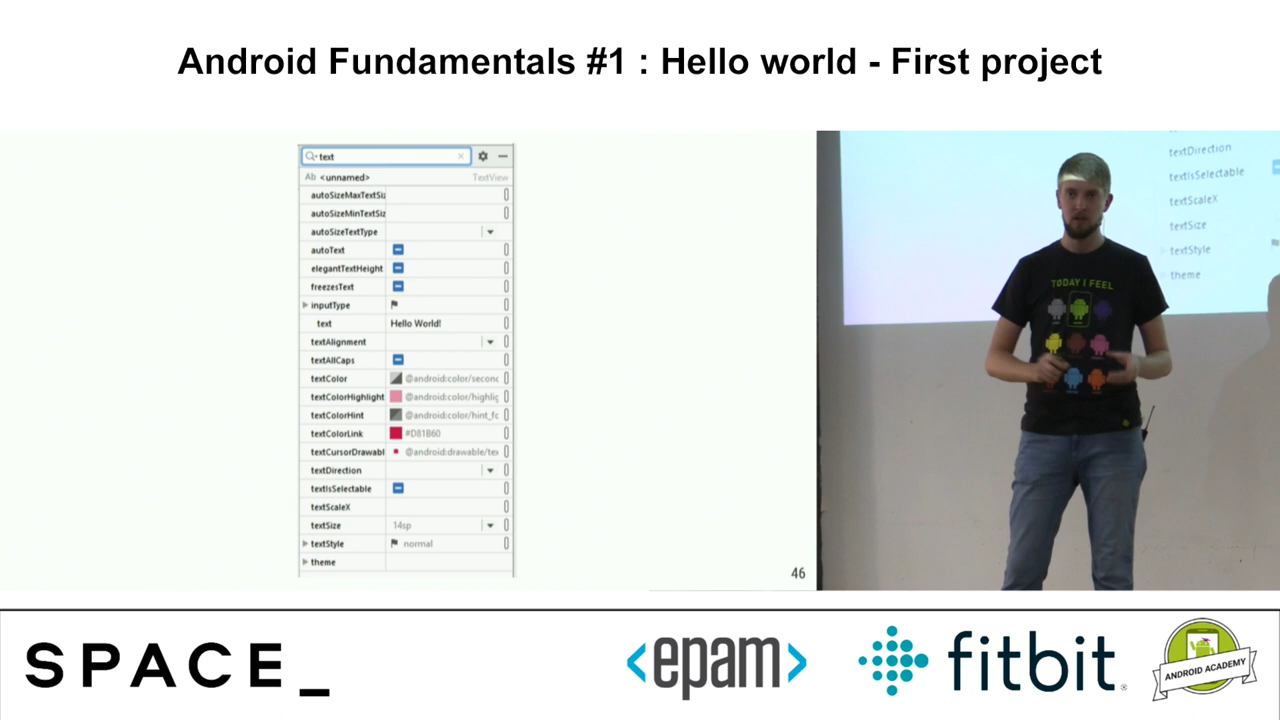 Android Fundamentals #1 : Hello world - First project
text
Ab <unnamed> TextView
autoSizeMaxTextSiz
autoSizeMinTextSiz
autoSizeTextType
autoText
elegantTextHeight
freezesText
inputType
text Hello World!
textAlignment
textAllCaps
textColor @android:color/second
textColorHighlight @android:color/highlig
textColorHint @android:color/hint_fo
textColorLink #D81B60
textCursorDrawabl @android:drawable/tex
textDirection
textIsSelectable
textScaleX
textSize 14sp
textStyle normal
theme
46
textDirection
textIsSelectable
textScaleX
textSize
textStyle
theme
TODAY I FEEL
SPACE_
<epam>
fitbit
ANDROID ACADEMY